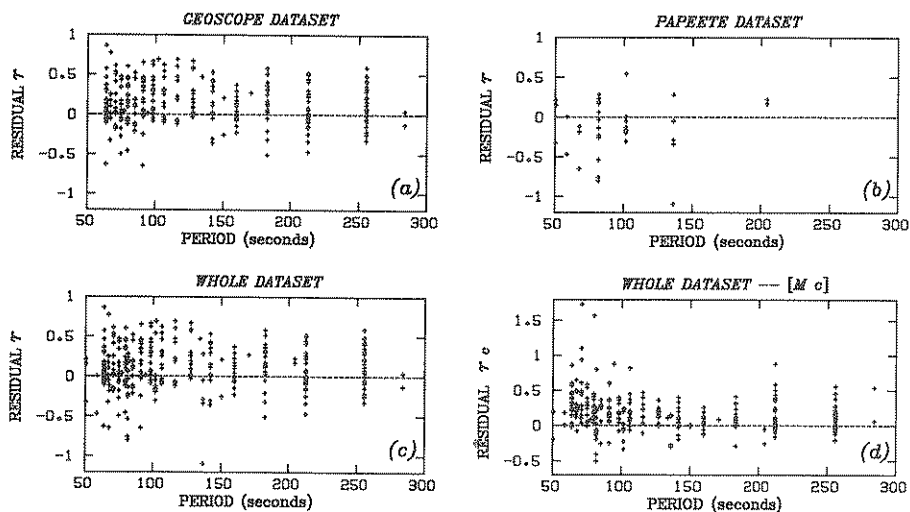 GEOSCOPE DATASET
RESIDUAL r
1
0.5
0
-0.5
-1
50 100 150 200 250 300
PERIOD (seconds)
(a)
PAPEETE DATASET
RESIDUAL r
1
0.5
0
-0.5
-1
50 100 150 200 250 300
PERIOD (seconds)
(b)
WHOLE DATASET
RESIDUAL r
1
0.5
0
-0.5
-1
50 100 150 200 250 300
PERIOD (seconds)
(c)
WHOLE DATASET -- [M c]
RESIDUAL r c
1.5
1
0.5
0
-0.5
50 100 150 200 250 300
PERIOD (seconds)
(d)